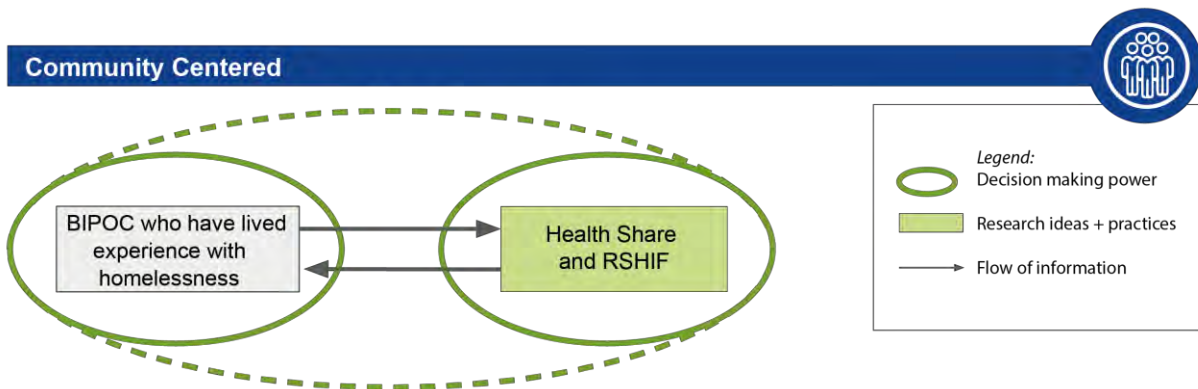 Community Centered
BIPOC who have lived
experience with
homelessness
Health Share
and RSHIF
Legend:
Decision making power
Research ideas + practices
Flow of information